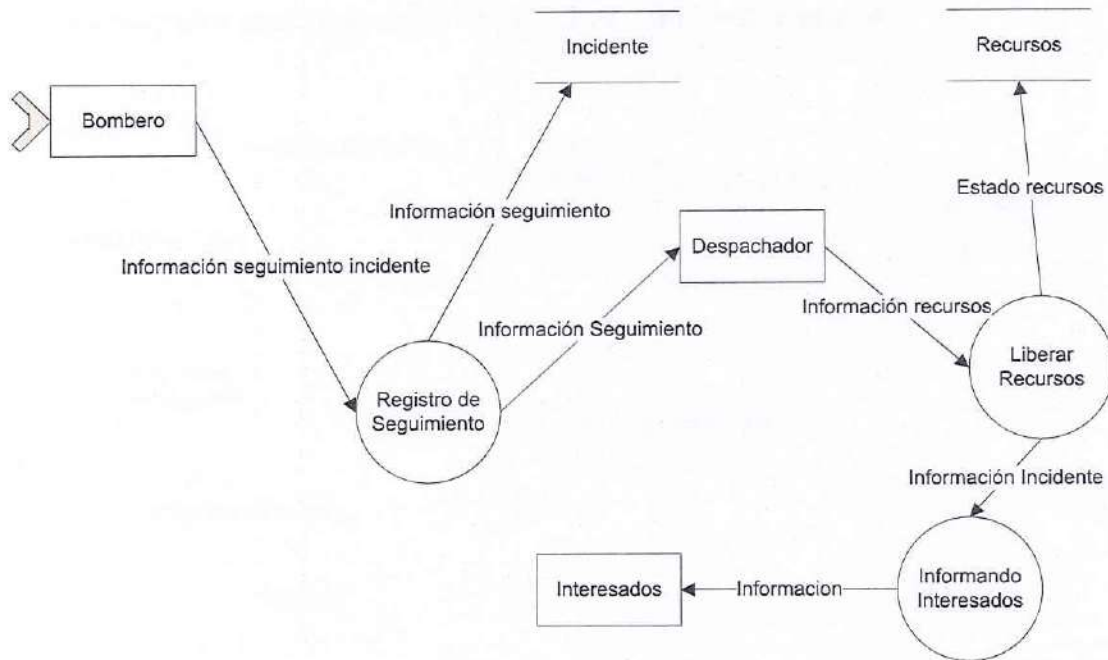 Incidente
Recursos
Bombero
Estado recursos
Información seguimiento
Despachador
Información seguimiento incidente
Información recursos
Información Seguimiento
Liberar
Recursos
Registro de
Seguimiento
Información Incidente
Informando
Interesados
Interesados
Informacion